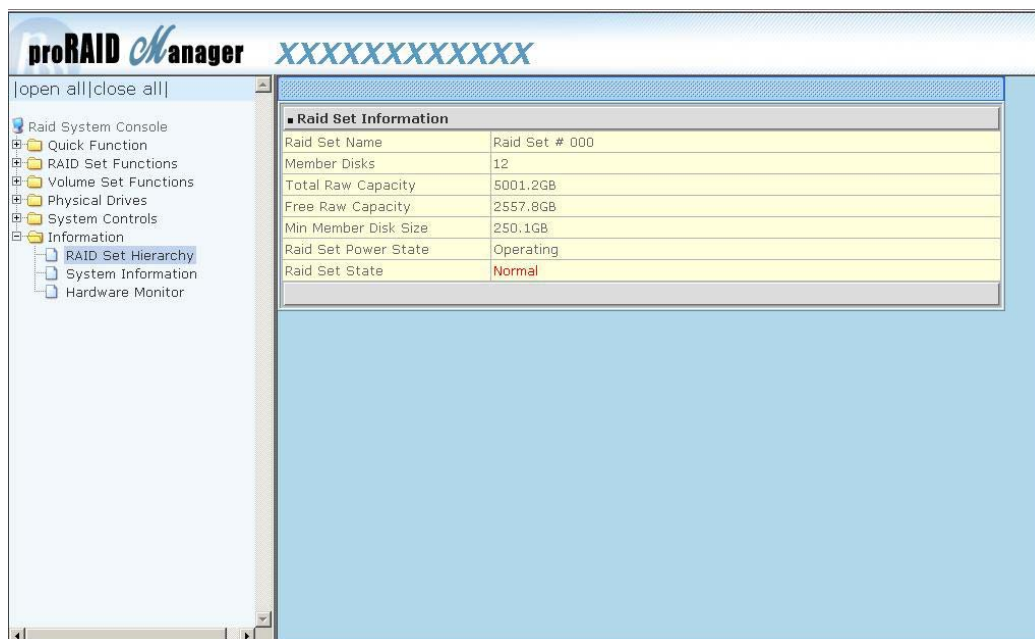 proRAID Manager XXXXXXXXXXXX
|open all|close all|
Raid System Console
Quick Function
RAID Set Functions
Volume Set Functions
Physical Drives
System Controls
Information
RAID Set Hierarchy
System Information
Hardware Monitor
Raid Set Information
Raid Set Name Raid Set # 000
Member Disks 12
Total Raw Capacity 5001.2GB
Free Raw Capacity 2557.8GB
Min Member Disk Size 250.1GB
Raid Set Power State Operating
Raid Set State Normal